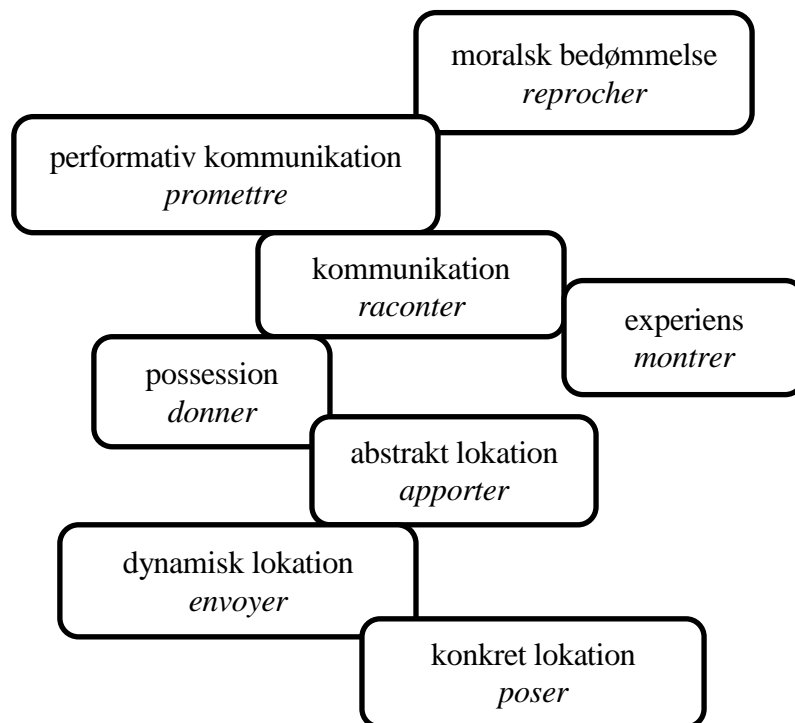 moralsk bedømmelse
reprocher
performativ kommunikation
promettre
kommunikation
raconter
experiens
montrer
possession
donner
abstrakt lokation
apporter
dynamisk lokation
envoyer
konkret lokation
poser